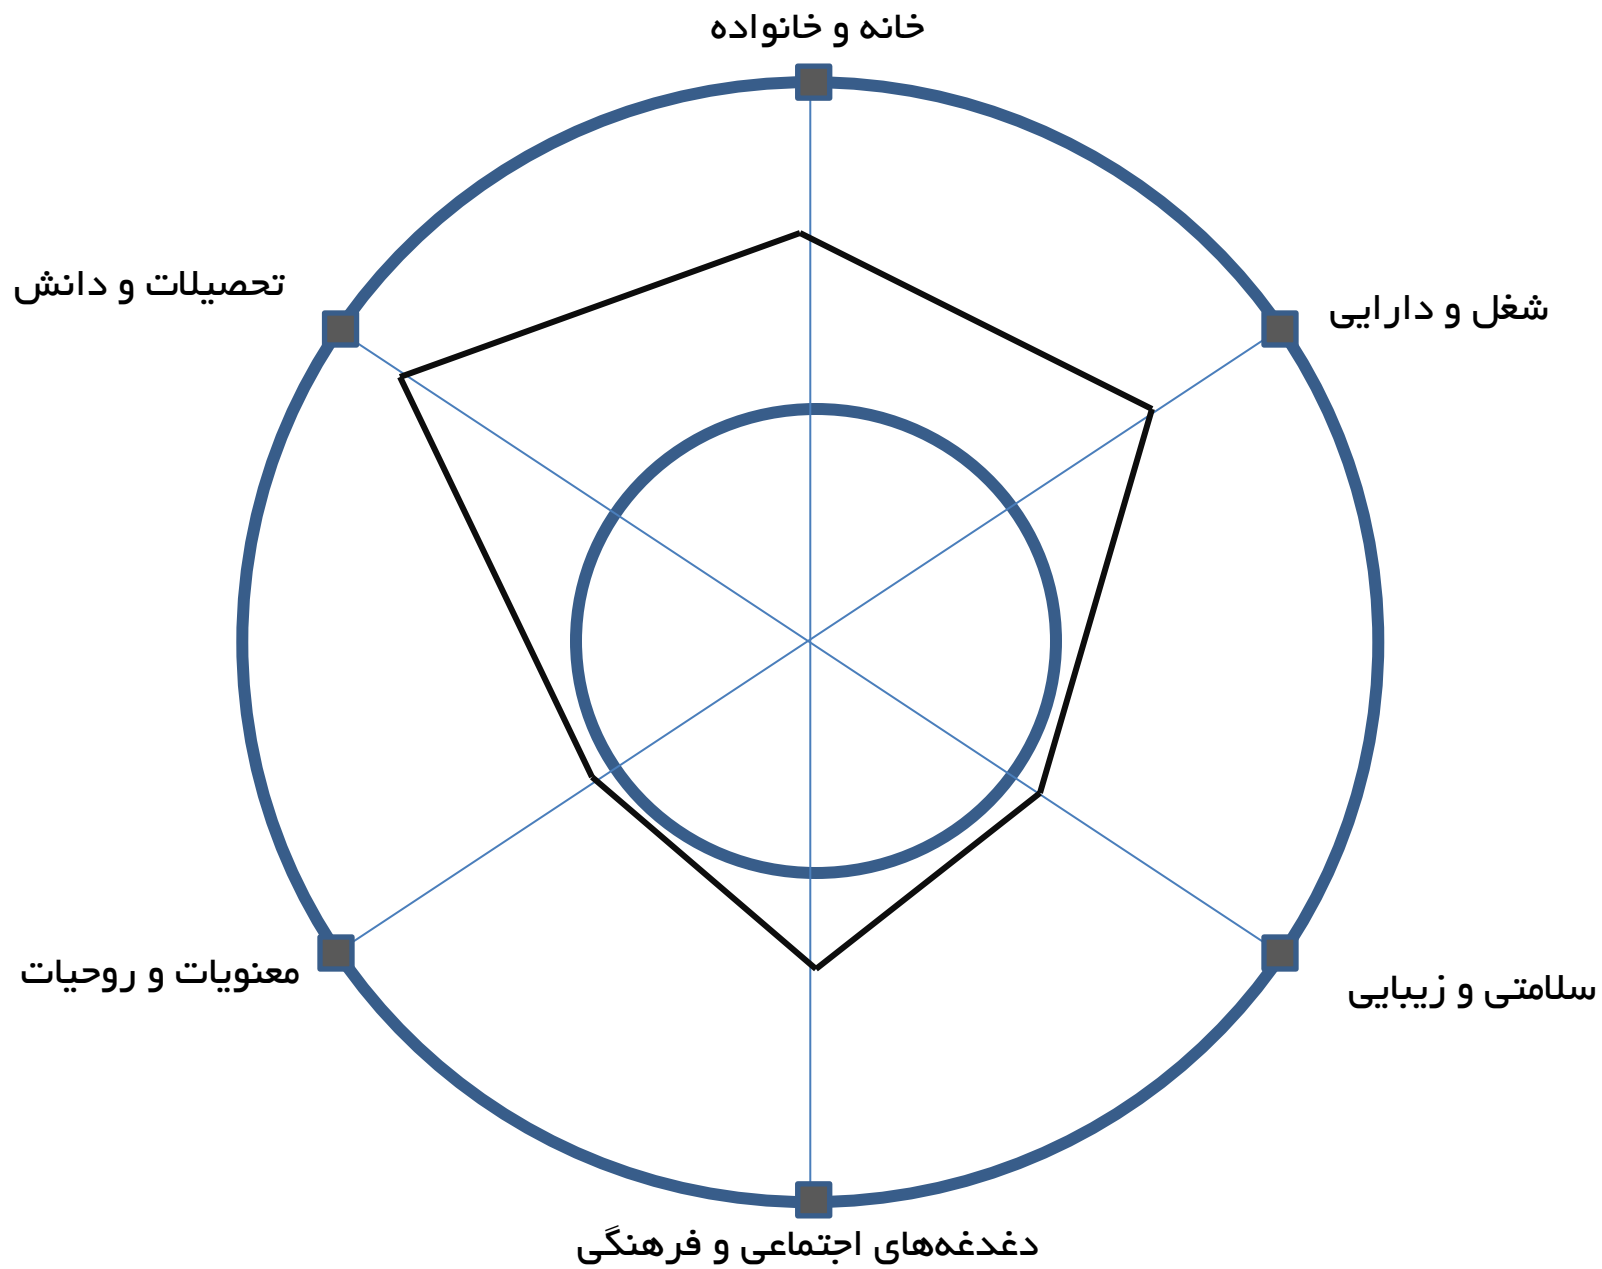 خانه و خانواده
شغل و دارایی
تحصیلات و دانش
سلامتی و زیبایی
معنویات و روحیات
دغدغه‌های اجتماعی و فرهنگی